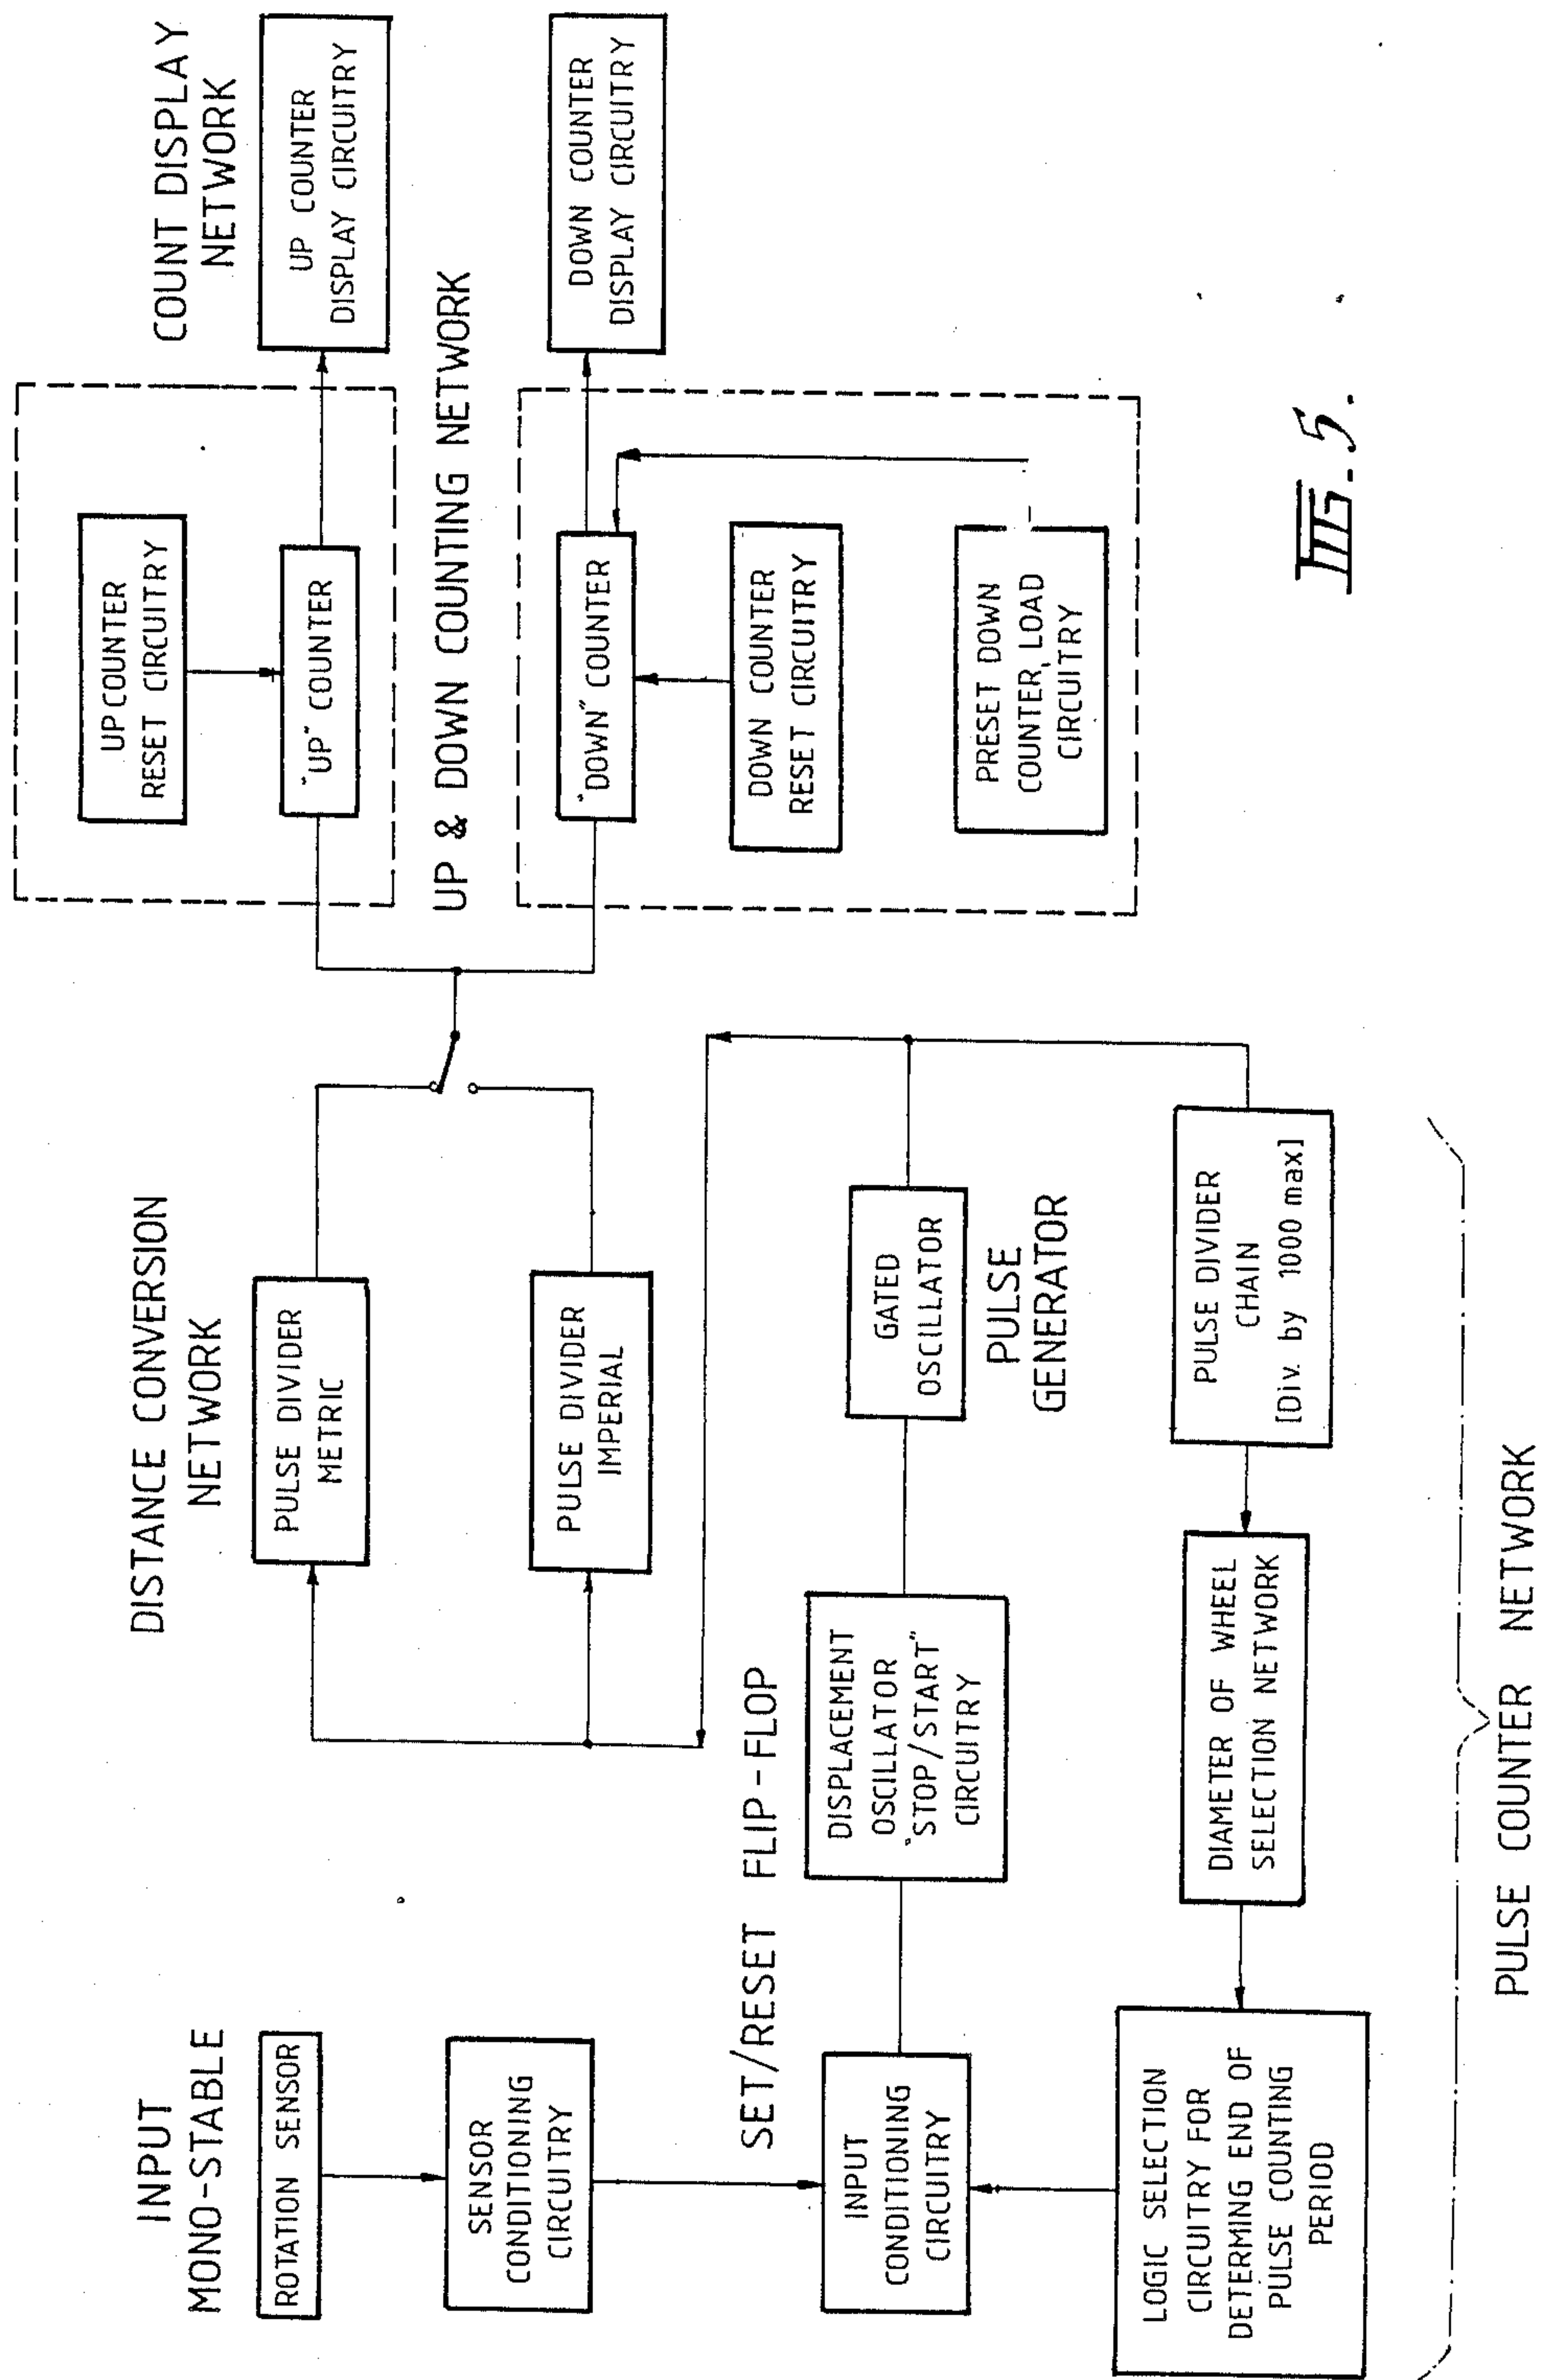 INPUT
MONO-STABLE
ROTATION SENSOR
SENSOR
CONDITIONING
CIRCUITRY
SET/RESET FLIP-FLOP
INPUT
CONDITIONING
CIRCUITRY
LOGIC SELECTION
CIRCUITRY FOR
DETERMING END OF
PULSE COUNTING
PERIOD
DISTANCE CONVERSION
NETWORK
PULSE DIVIDER
METRIC
PULSE DIVIDER
IMPERIAL
DISPLACEMENT
OSCILLATOR
"STOP/START"
CIRCUITRY
GATED
OSCILLATOR
PULSE
GENERATOR
DIAMETER OF WHEEL
SELECTION NETWORK
PULSE DIVIDER
CHAIN
[Div. by 1000 max]
PULSE COUNTER NETWORK
UPCOUNTER
RESET CIRCUITRY
"UP" COUNTER
UP & DOWN COUNTING NETWORK
"DOWN" COUNTER
DOWN COUNTER
RESET CIRCUITRY
PRESET DOWN
COUNTER, LOAD
CIRCUITRY
COUNT DISPLAY
NETWORK
UP COUNTER
DISPLAY CIRCUITRY
DOWN COUNTER
DISPLAY CIRCUITRY
FIG. 5.